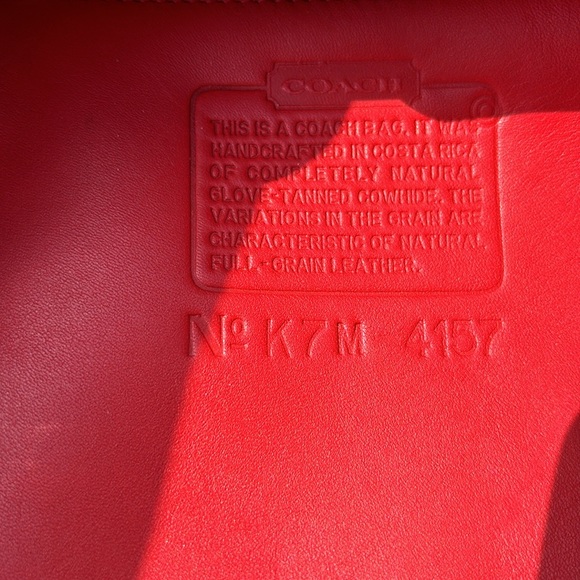 COACH
©
THIS IS A COACH BAG. IT WAS
HANDCRAFTED IN COSTA RICA
OF COMPLETELY NATURAL
GLOVE-TANNED COWHIDE. THE
VARIATIONS IN THE GRAIN ARE
CHARACTERISTIC OF NATURAL
FULL-GRAIN LEATHER.
No K7M-4157